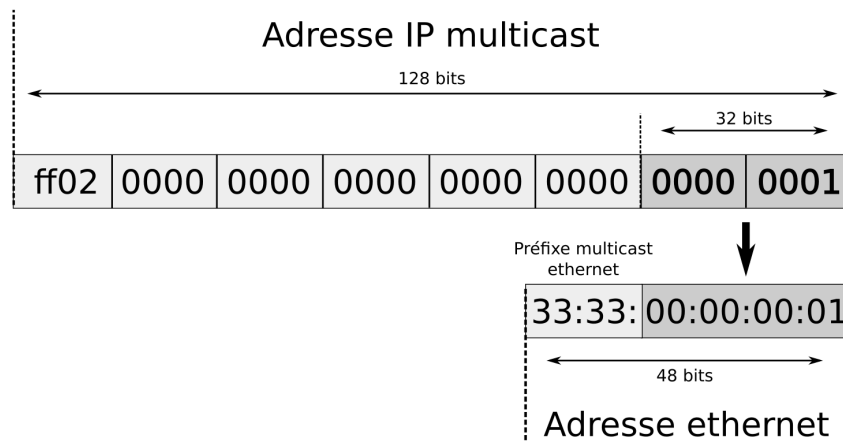 Adresse IP multicast
128 bits
32 bits
ff02 0000 0000 0000 0000 0000 0000 0001
Préfixe multicast
ethernet
33:33: 00:00:00:01
48 bits
Adresse ethernet